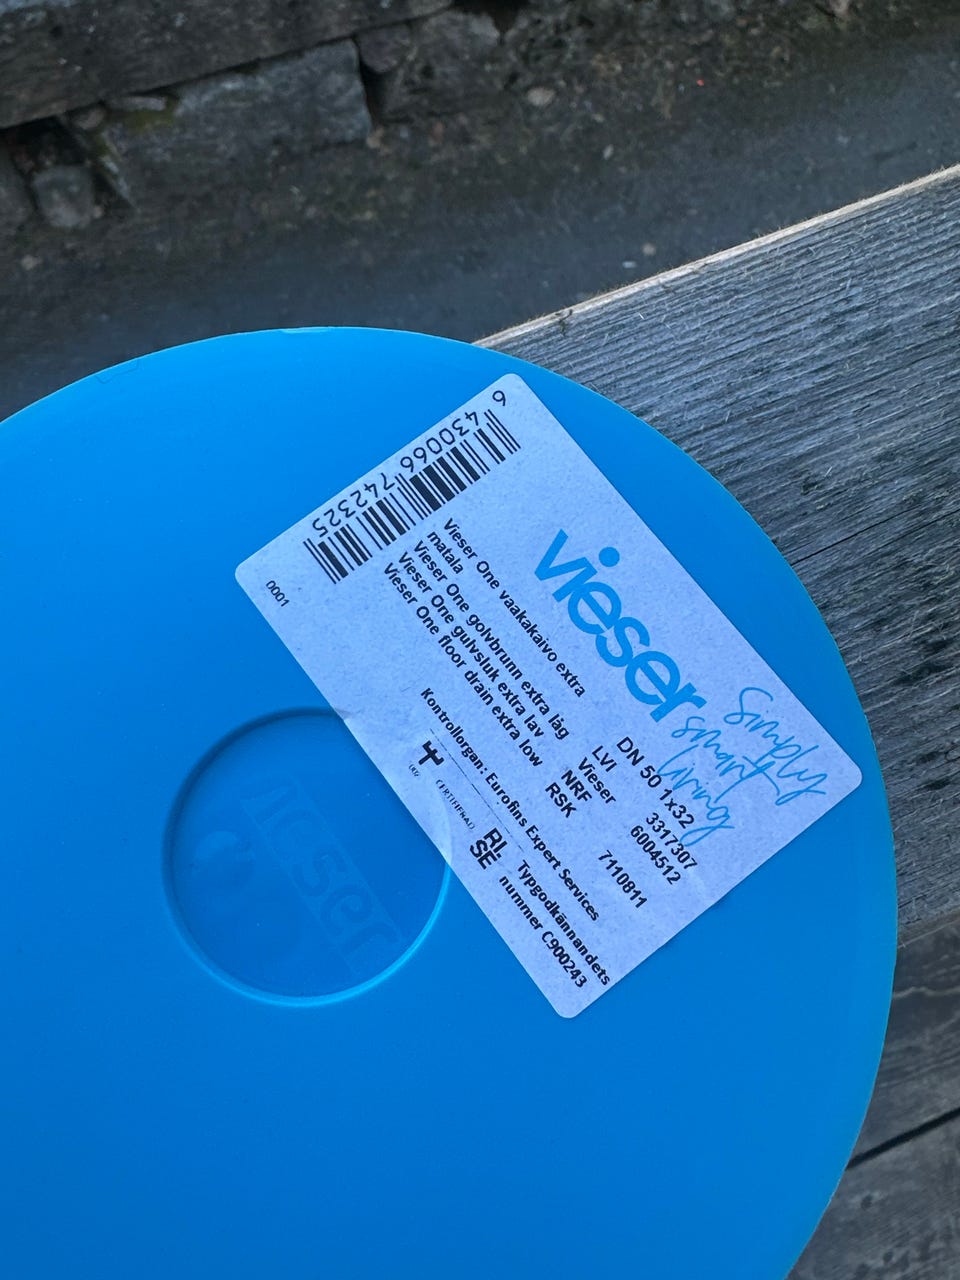 vieser
Simply
6 430066 742325
Vieser One vaakakaivo extra
matala
Vieser One golvbrunn extra låg
Vieser One gulvsluk extra lav
Vieser One floor drain extra low
DN 50 1x32
LVI 3317307
Vieser 6004512
NRF
RSK 7110811
Kontrollorgan: Eurofins Expert Services
CERTIFIERAD
RI.
SE
Typgodkännandets
nummer C900243
0001
vieser